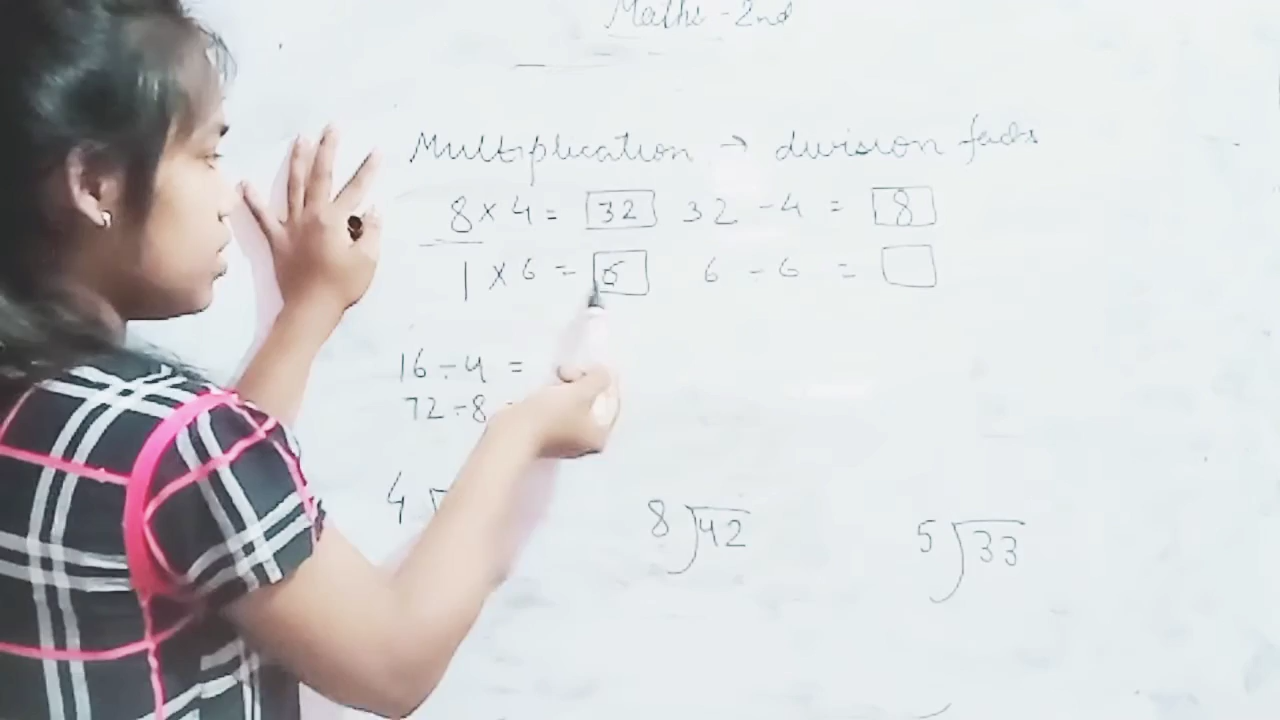 Maths - 2nd
Multiplication → division facts
8 × 4 = 32 32 - 4 = 8
1 × 6 = 6 6 - 6 =
16 ÷ 4 =
72 ÷ 8
4
8 42
5 33